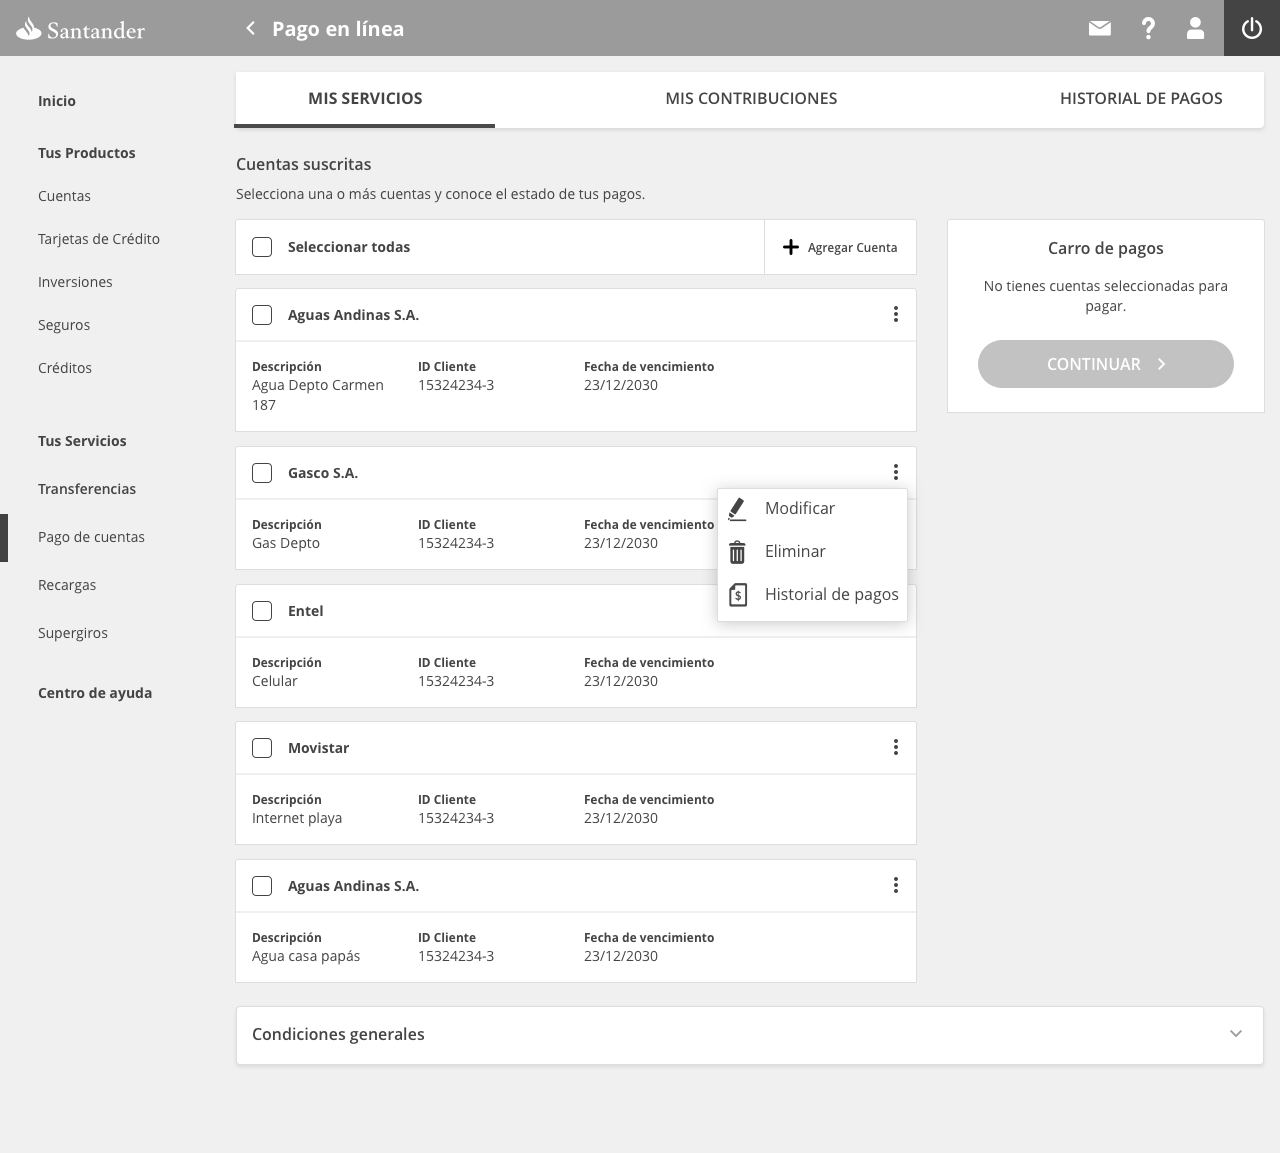 Santander
Pago en línea
Inicio
Tus Productos
Cuentas
Tarjetas de Crédito
Inversiones
Seguros
Créditos
Tus Servicios
Transferencias
Pago de cuentas
Recargas
Supergiros
Centro de ayuda
MIS SERVICIOS
MIS CONTRIBUCIONES
HISTORIAL DE PAGOS
Cuentas suscritas
Selecciona una o más cuentas y conoce el estado de tus pagos.
Seleccionar todas
Agregar Cuenta
Aguas Andinas S.A.
Descripción ID Cliente Fecha de vencimiento
Agua Depto Carmen 15324234-3 23/12/2030
187
Gasco S.A.
Descripción ID Cliente Fecha de vencimiento
Gas Depto 15324234-3 23/12/2030
Modificar
Eliminar
Historial de pagos
Entel
Descripción ID Cliente Fecha de vencimiento
Celular 15324234-3 23/12/2030
Movistar
Descripción ID Cliente Fecha de vencimiento
Internet playa 15324234-3 23/12/2030
Aguas Andinas S.A.
Descripción ID Cliente Fecha de vencimiento
Agua casa papás 15324234-3 23/12/2030
Carro de pagos
No tienes cuentas seleccionadas para
pagar.
CONTINUAR
Condiciones generales